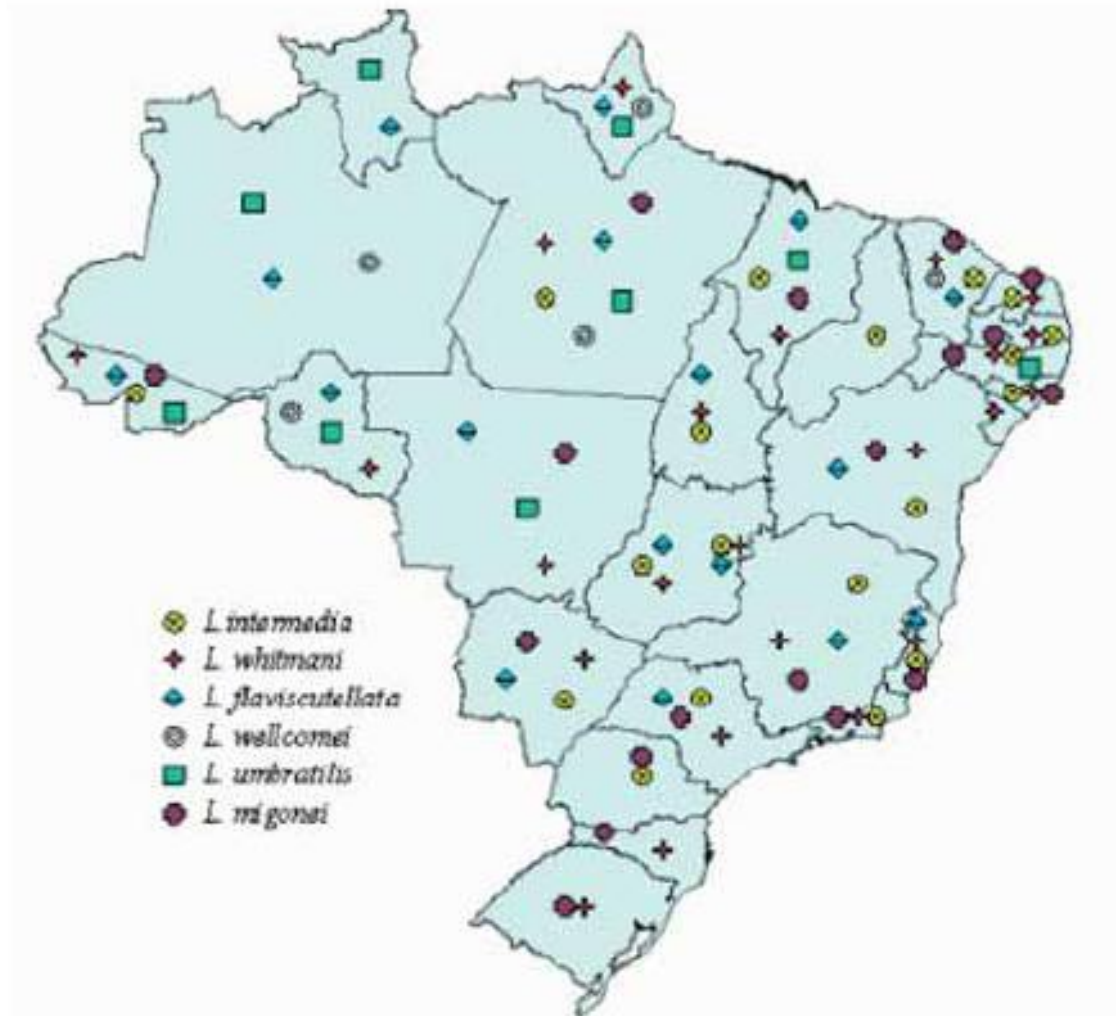 L. intermedia
L. whitmani
L. flaviscutellata
L. wellcomei
L. umbratilis
L. migonei